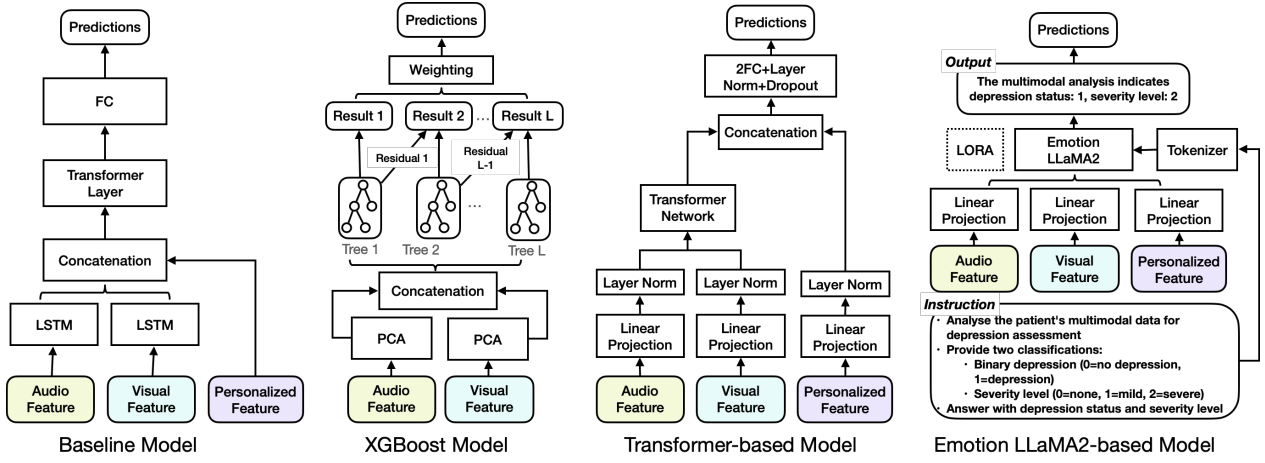 Predictions
FC
Transformer
Layer
Concatenation
LSTM
LSTM
Audio
Feature
Visual
Feature
Personalized
Feature
Baseline Model
Predictions
Weighting
Result 1
Result 2
...
Result L
Residual 1
Residual
L-1
...
Tree 1
Tree 2
Tree L
Concatenation
PCA
PCA
Audio
Feature
Visual
Feature
XGBoost Model
Predictions
2FC+Layer
Norm+Dropout
Concatenation
Transformer
Network
Layer Norm
Layer Norm
Layer Norm
Linear
Projection
Linear
Projection
Linear
Projection
Audio
Feature
Visual
Feature
Personalized
Feature
Transformer-based Model
Predictions
Output
The multimodal analysis indicates
depression status: 1, severity level: 2
LORA
Emotion
LLaMA2
Tokenizer
Linear
Projection
Linear
Projection
Linear
Projection
Audio
Feature
Visual
Feature
Personalized
Feature
Instruction
· Analyse the patient's multimodal data for
depression assessment
· Provide two classifications:
· Binary depression (0=no depression,
1=depression)
· Severity level (0=none, 1=mild, 2=severe)
· Answer with depression status and severity level
Emotion LLaMA2-based Model